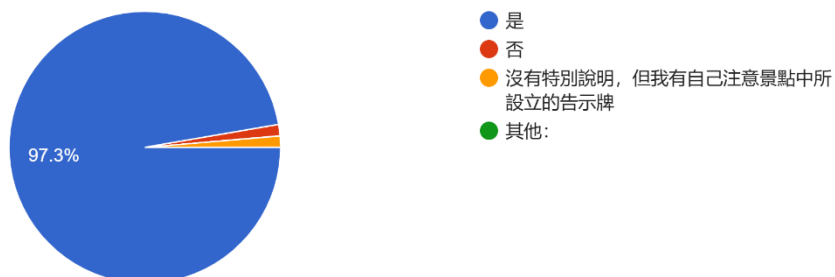 是
否
沒有特別說明，但我有自己注意景點中所
設立的告示牌
其他：
97.3%